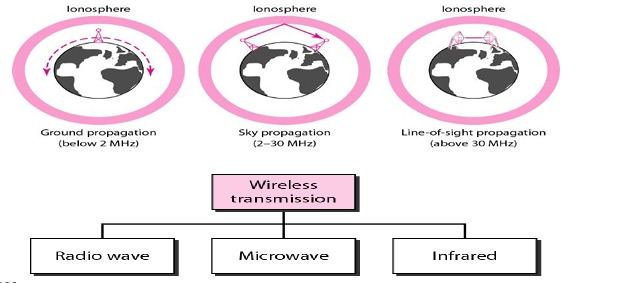 Ionosphere
Ionosphere
Ionosphere
Ground propagation
(below 2 MHz)
Sky propagation
(2–30 MHz)
Line-of-sight propagation
(above 30 MHz)
Wireless
transmission
Radio wave
Microwave
Infrared